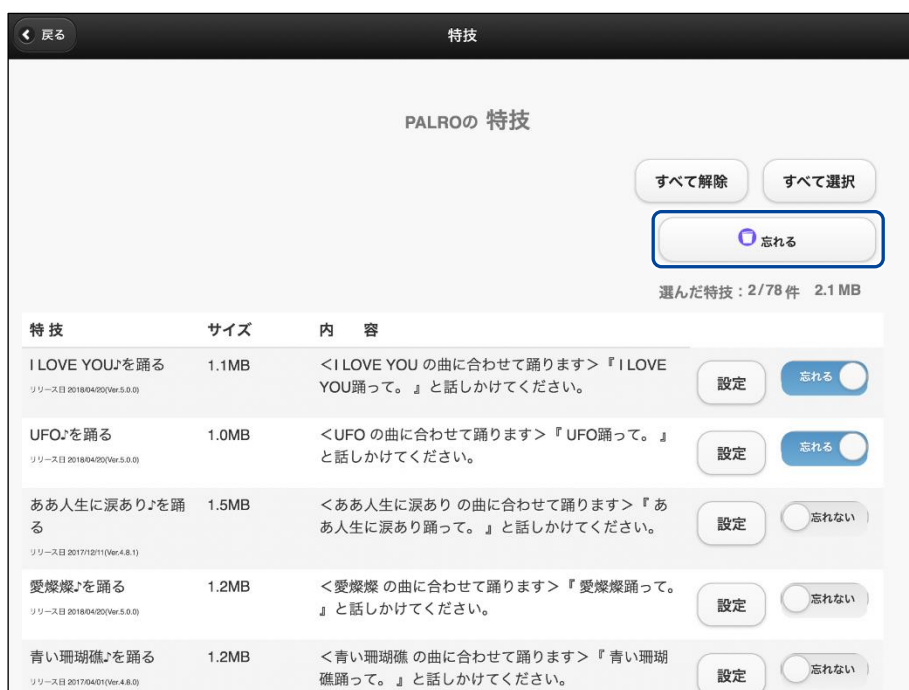 戻る
特技
PALROの 特技
すべて解除 すべて選択
忘れる
選んだ特技：2/78 件 2.1 MB
特 技 サイズ 内 容
I LOVE YOU♪を踊る 1.1MB ＜I LOVE YOU の曲に合わせて踊ります＞『 I LOVE
リリース日 2018/04/20(Ver.5.0.0) YOU踊って。 』と話しかけてください。 設定 忘れる
UFO♪を踊る 1.0MB ＜UFO の曲に合わせて踊ります＞『 UFO踊って。 』
リリース日 2018/04/20(Ver.5.0.0) と話しかけてください。 設定 忘れる
ああ人生に涙あり♪を踊 1.5MB ＜ああ人生に涙あり の曲に合わせて踊ります＞『 あ
る あ人生に涙あり踊って。 』と話しかけてください。 設定 忘れない
リリース日 2017/12/11(Ver.4.8.1)
愛燦燦♪を踊る 1.2MB ＜愛燦燦 の曲に合わせて踊ります＞『 愛燦燦踊って。
リリース日 2018/04/20(Ver.5.0.0) 』と話しかけてください。 設定 忘れない
青い珊瑚礁♪を踊る 1.2MB ＜青い珊瑚礁 の曲に合わせて踊ります＞『 青い珊瑚
リリース日 2017/04/01(Ver.4.8.0) 礁踊って。 』と話しかけてください。 設定 忘れない